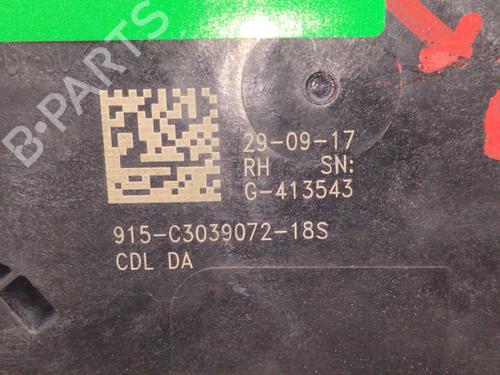 29-09-17
RH SN:
G-413543
915-C3039072-18S
CDL DA
B-PARTS